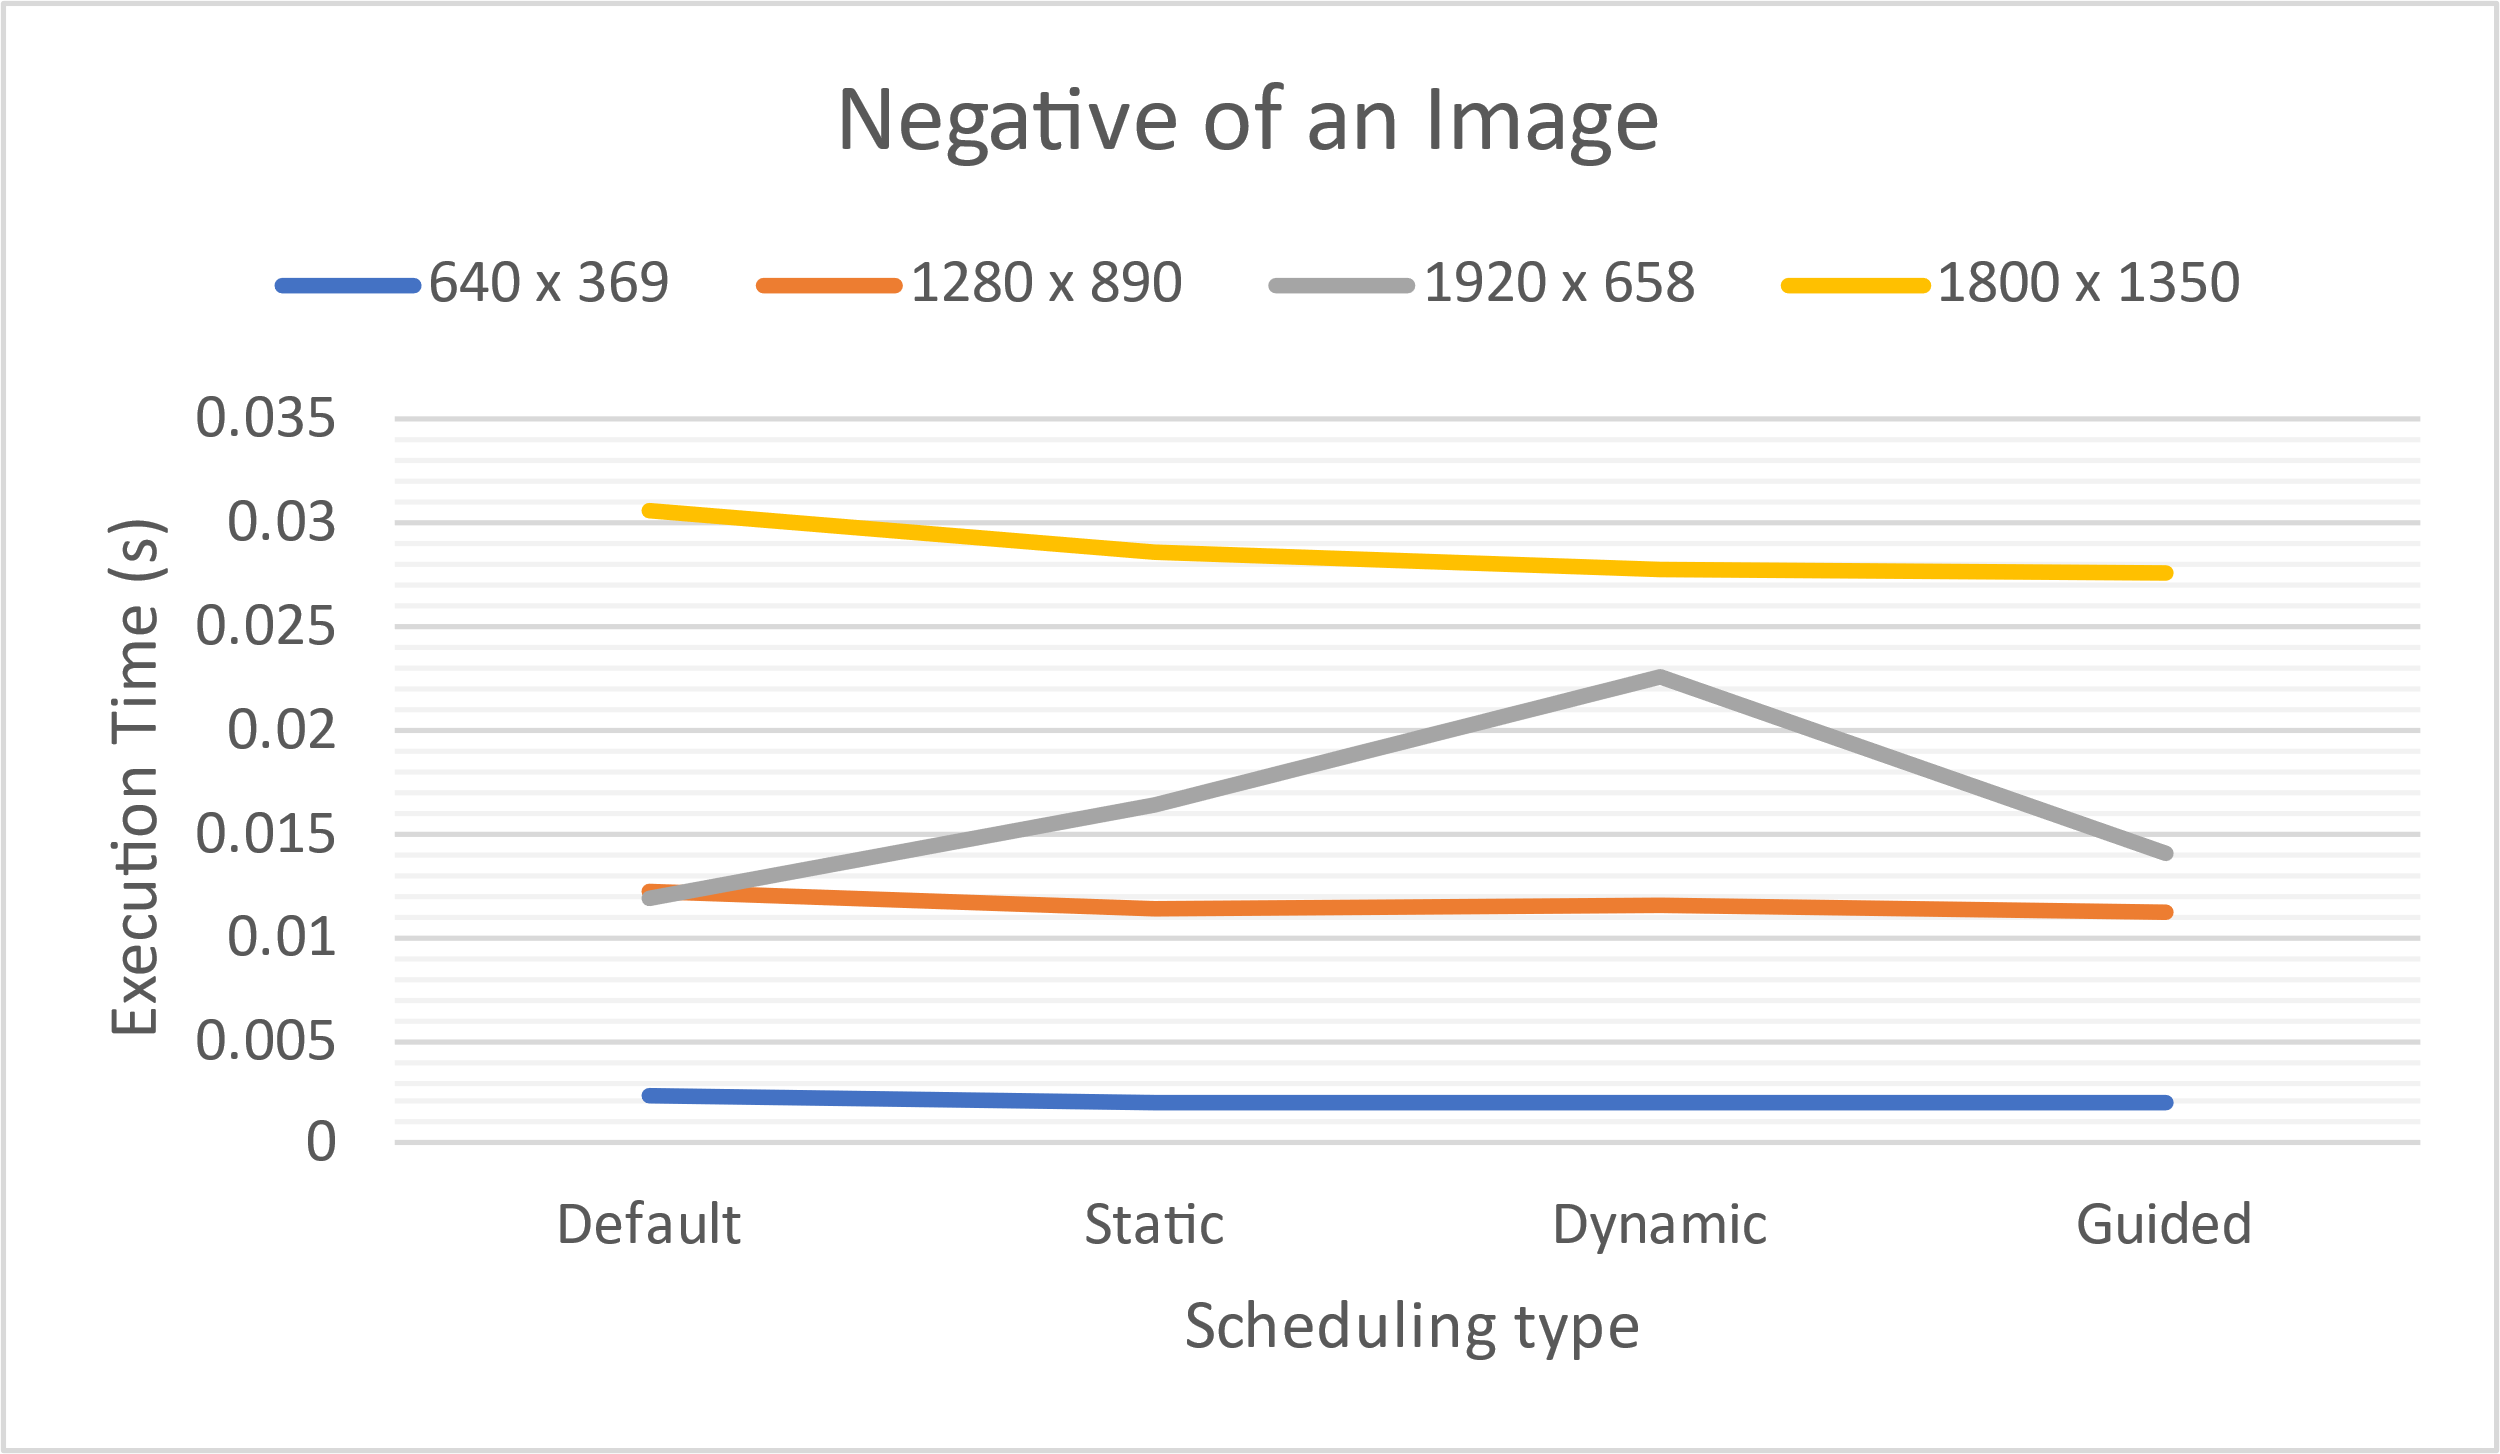 Negative of an Image
640 x 369 1280 x 890 1920 x 658 1800 x 1350
0.035
0.03
0.025
0.02
0.015
0.01
0.005
0
Execution Time (s)
Default Static Dynamic Guided
Scheduling type